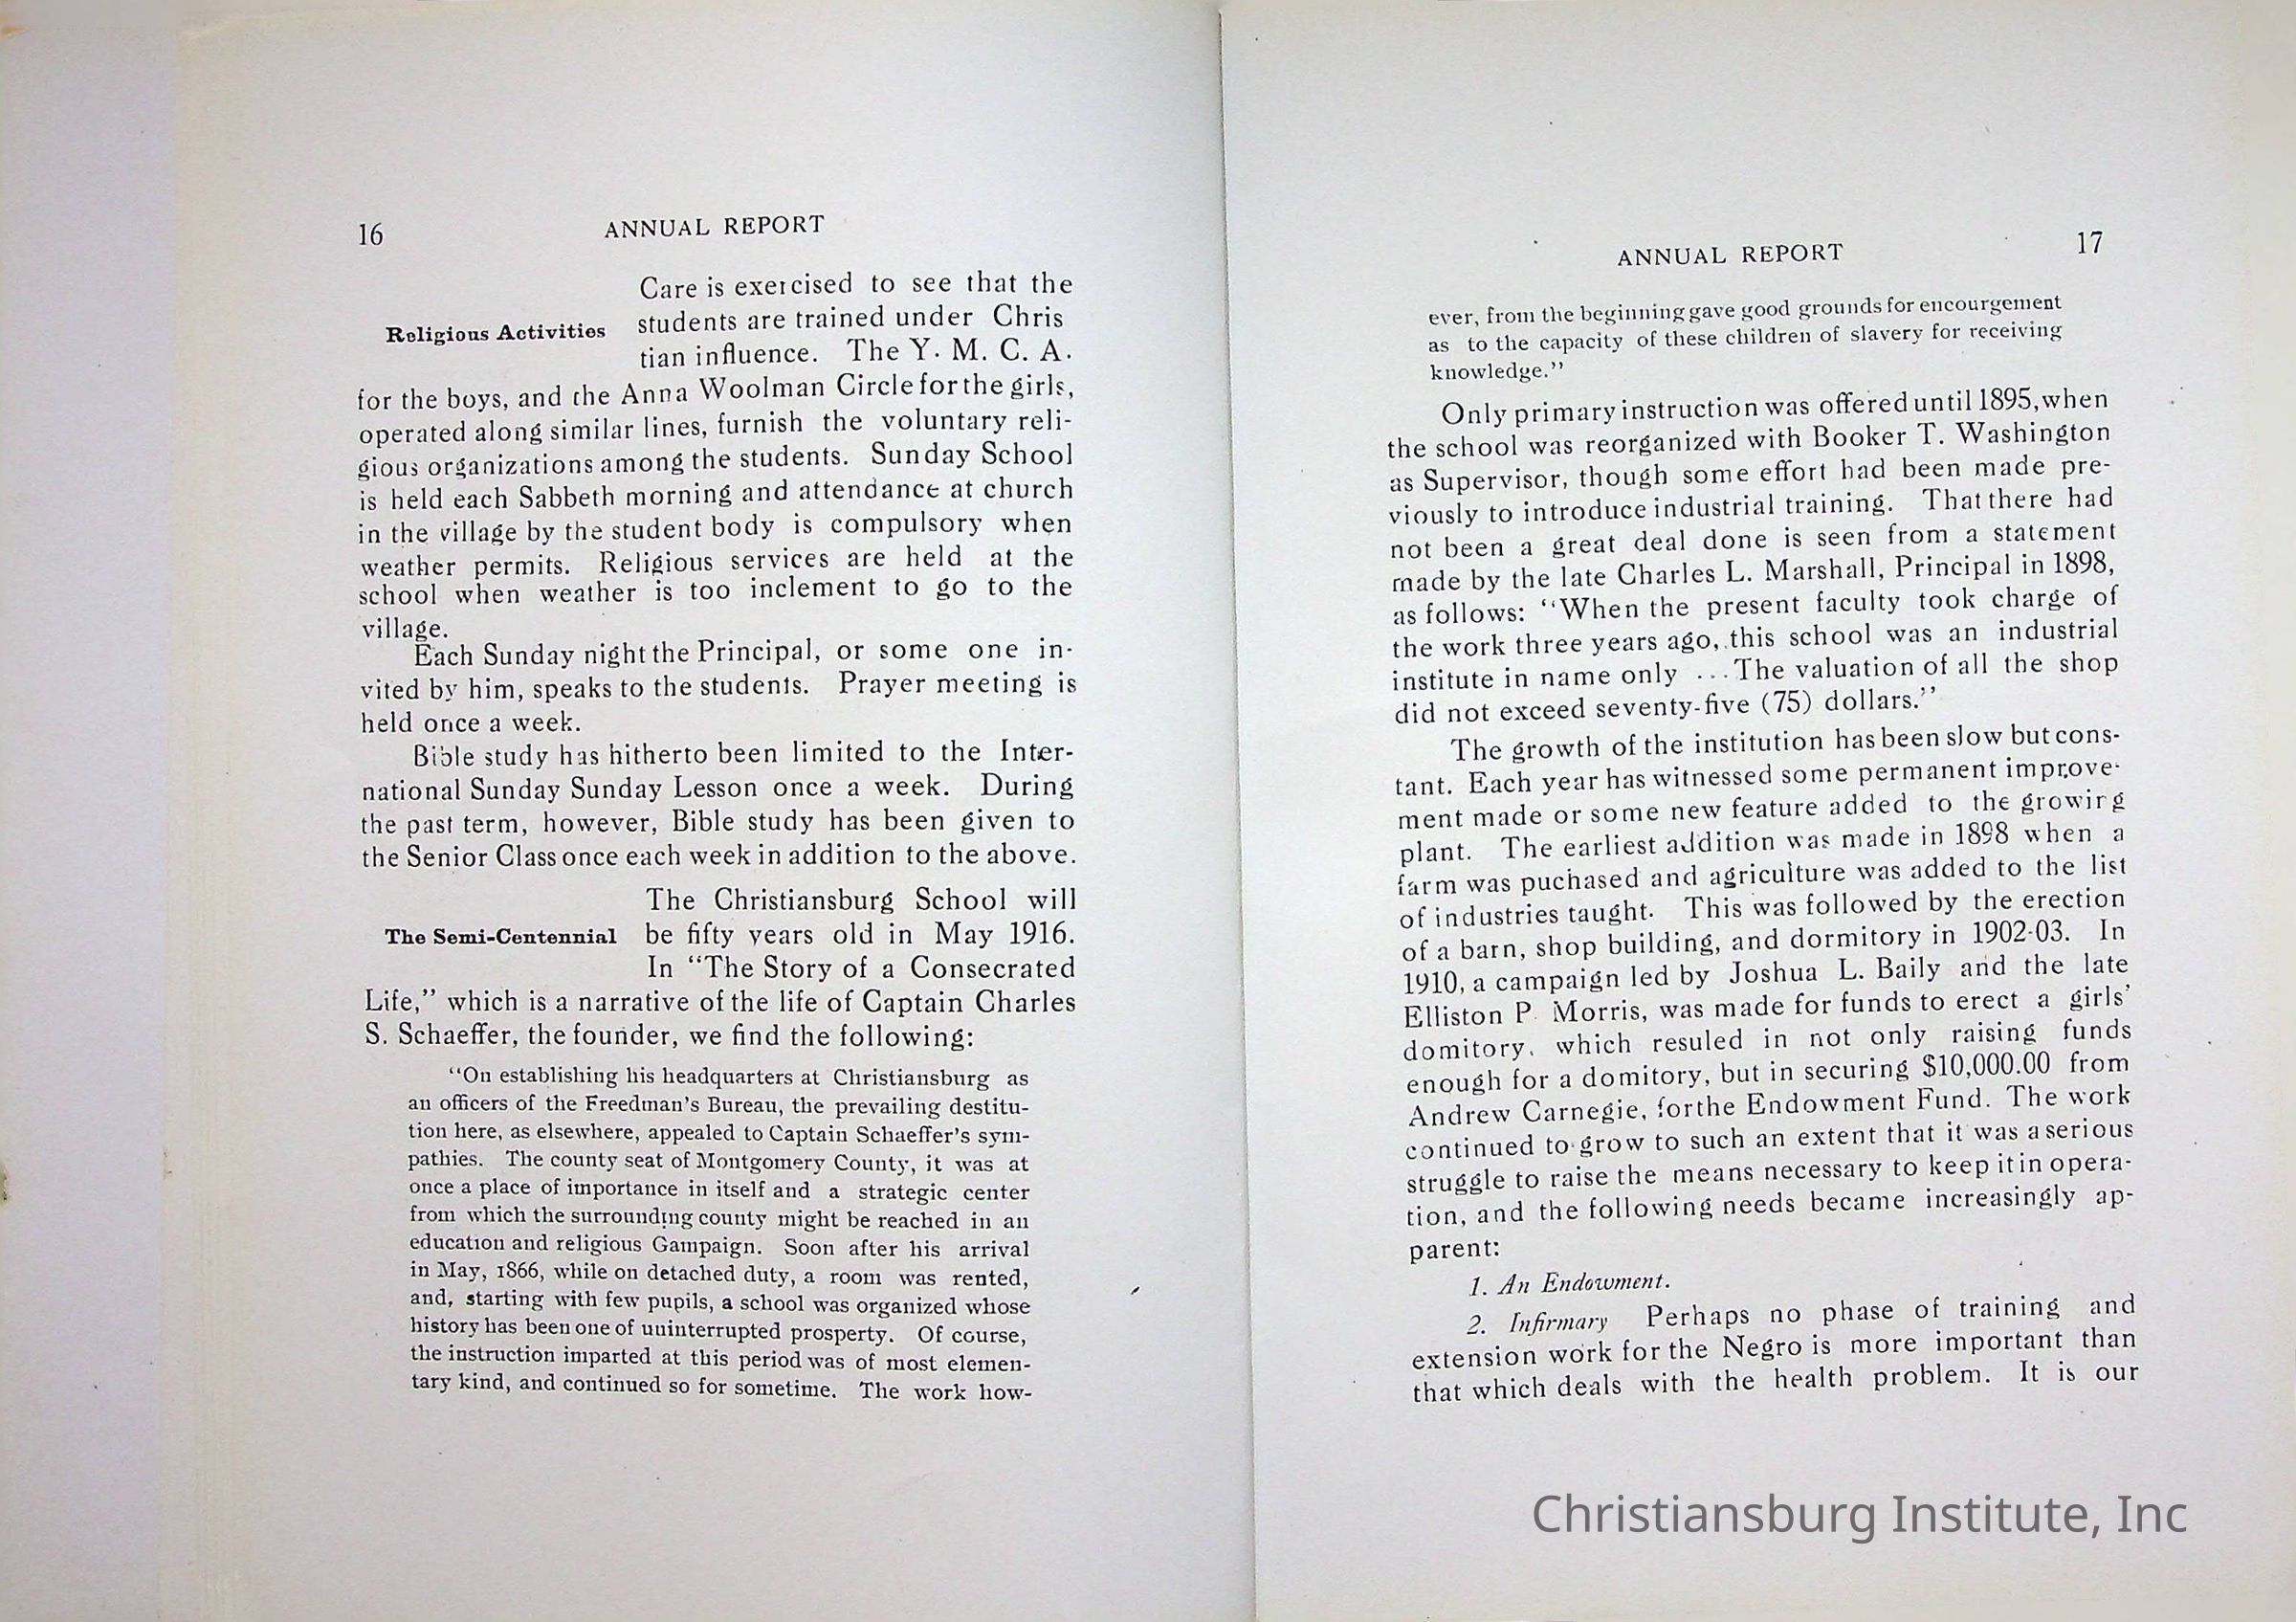 16
ANNUAL REPORT
Care is exercised to see that the
Religious Activities students are trained under Chris
tian influence. The Y. M. C. A.
for the boys, and the Anna Woolman Circle for the girls,
operated along similar lines, furnish the voluntary reli-
gious organizations among the students. Sunday School
is held each Sabbeth morning and attendance at church
in the village by the student body is compulsory when
weather permits. Religious services are held at the
school when weather is too inclement to go to the
village.
Each Sunday night the Principal, or some one in-
vited by him, speaks to the students. Prayer meeting is
held once a week.
Bible study has hitherto been limited to the Inter-
national Sunday Sunday Lesson once a week. During
the past term, however, Bible study has been given to
the Senior Class once each week in addition to the above.
The Christiansburg School will
The Semi-Centennial be fifty years old in May 1916.
In “The Story of a Consecrated
Life,” which is a narrative of the life of Captain Charles
S. Schaeffer, the founder, we find the following:
“On establishing his headquarters at Christiansburg as
an officers of the Freedman’s Bureau, the prevailing destitu-
tion here, as elsewhere, appealed to Captain Schaeffer’s sym-
pathies. The county seat of Montgomery County, it was at
once a place of importance in itself and a strategic center
from which the surrounding county might be reached in an
education and religious Gampaign. Soon after his arrival
in May, 1866, while on detached duty, a room was rented,
and, starting with few pupils, a school was organized whose
history has been one of uninterrupted prosperty. Of course,
the instruction imparted at this period was of most elemen-
tary kind, and continued so for sometime. The work how-
ANNUAL REPORT
17
ever, from the beginning gave good grounds for encourgement
as to the capacity of these children of slavery for receiving
knowledge.”
Only primary instruction was offered until 1895, when
the school was reorganized with Booker T. Washington
as Supervisor, though some effort had been made pre-
viously to introduce industrial training. That there had
not been a great deal done is seen from a statement
made by the late Charles L. Marshall, Principal in 1898,
as follows: “When the present faculty took charge of
the work three years ago, this school was an industrial
institute in name only ... The valuation of all the shop
did not exceed seventy-five (75) dollars.”
The growth of the institution has been slow but cons-
tant. Each year has witnessed some permanent improve-
ment made or some new feature added to the growing
plant. The earliest addition was made in 1898 when a
farm was puchased and agriculture was added to the list
of industries taught. This was followed by the erection
of a barn, shop building, and dormitory in 1902-03. In
1910, a campaign led by Joshua L. Baily and the late
Elliston P. Morris, was made for funds to erect a girls’
domitory, which resuled in not only raising funds
enough for a domitory, but in securing $10,000.00 from
Andrew Carnegie, for the Endowment Fund. The work
continued to grow to such an extent that it was a serious
struggle to raise the means necessary to keep it in opera-
tion, and the following needs became increasingly ap-
parent:
1. An Endowment.
2. Infirmary Perhaps no phase of training and
extension work for the Negro is more important than
that which deals with the health problem. It is our
Christiansburg Institute, Inc